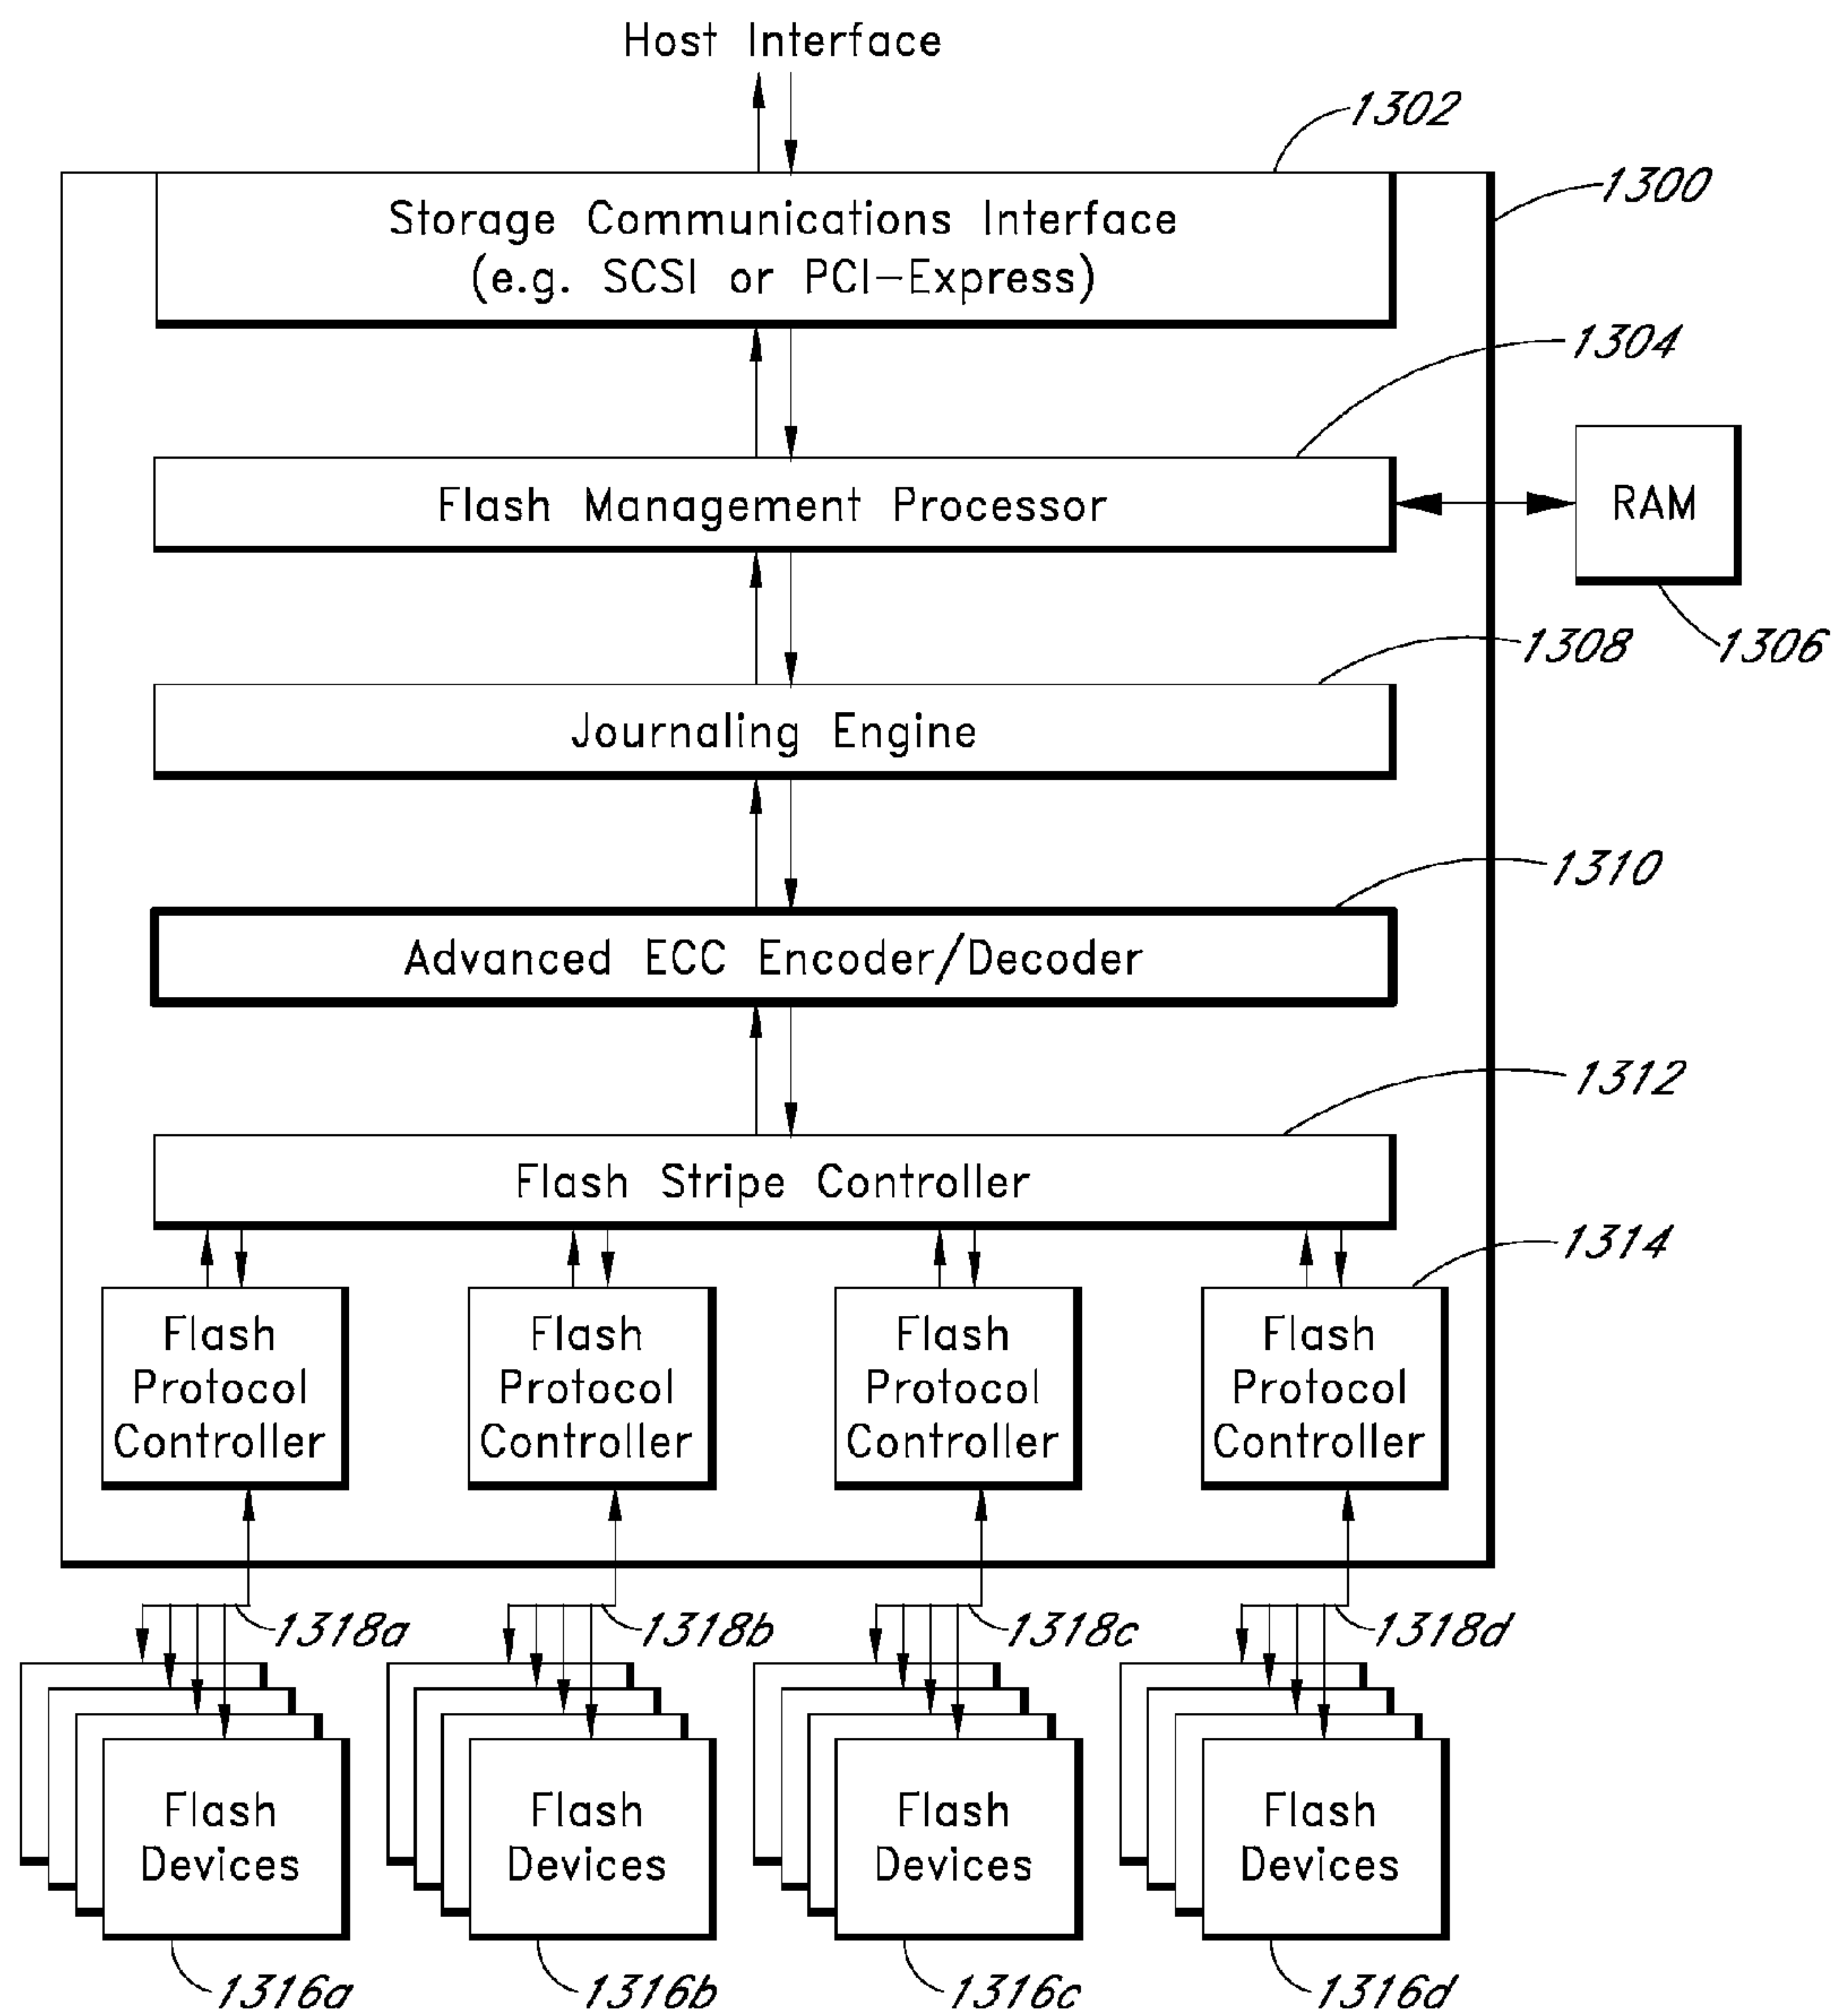 Host Interface
1302
1300
Storage Communications Interface
(e.g. SCSI or PCI-Express)
1304
Flash Management Processor
RAM
1306
1308
Journaling Engine
1310
Advanced ECC Encoder/Decoder
1312
Flash Stripe Controller
1314
Flash
Protocol
Controller
Flash
Protocol
Controller
Flash
Protocol
Controller
Flash
Protocol
Controller
1318a
1318b
1318c
1318d
Flash
Devices
Flash
Devices
Flash
Devices
Flash
Devices
1316a
1316b
1316c
1316d